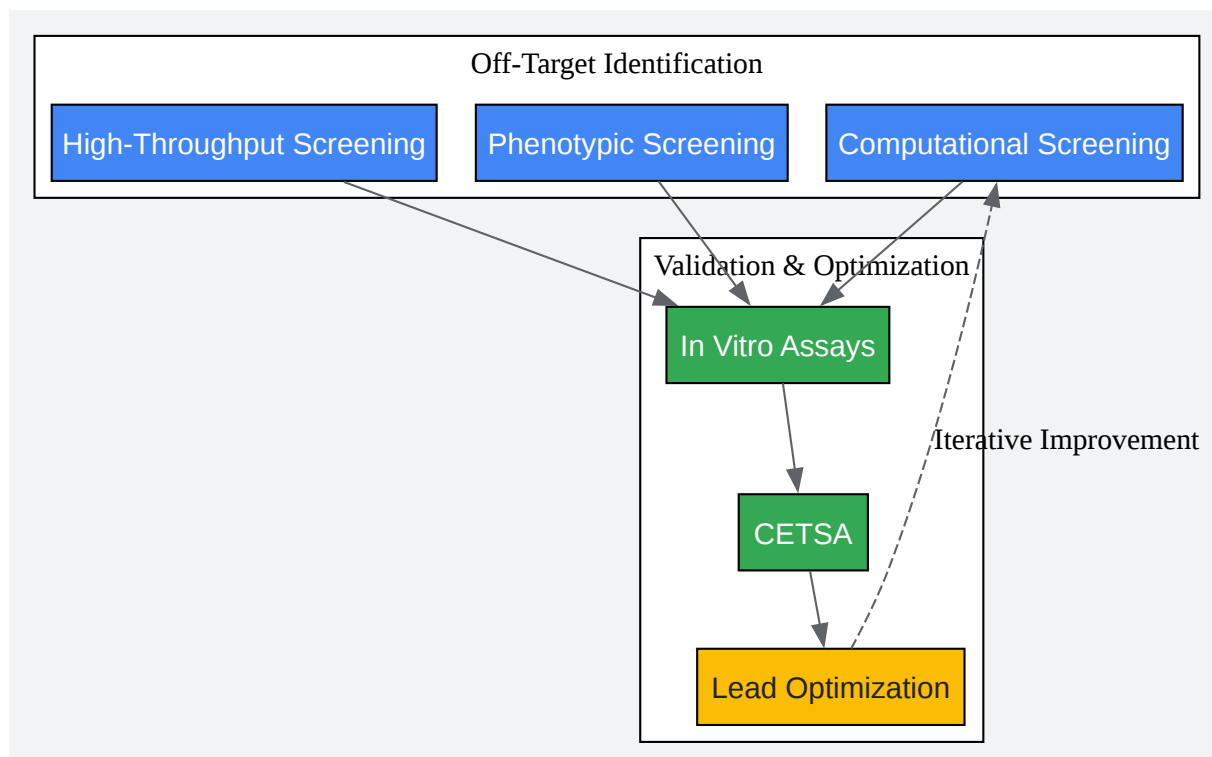 Off-Target Identification
High-Throughput Screening
Phenotypic Screening
Computational Screening
Validation & Optimization
In Vitro Assays
Iterative Improvement
CETSA
Lead Optimization